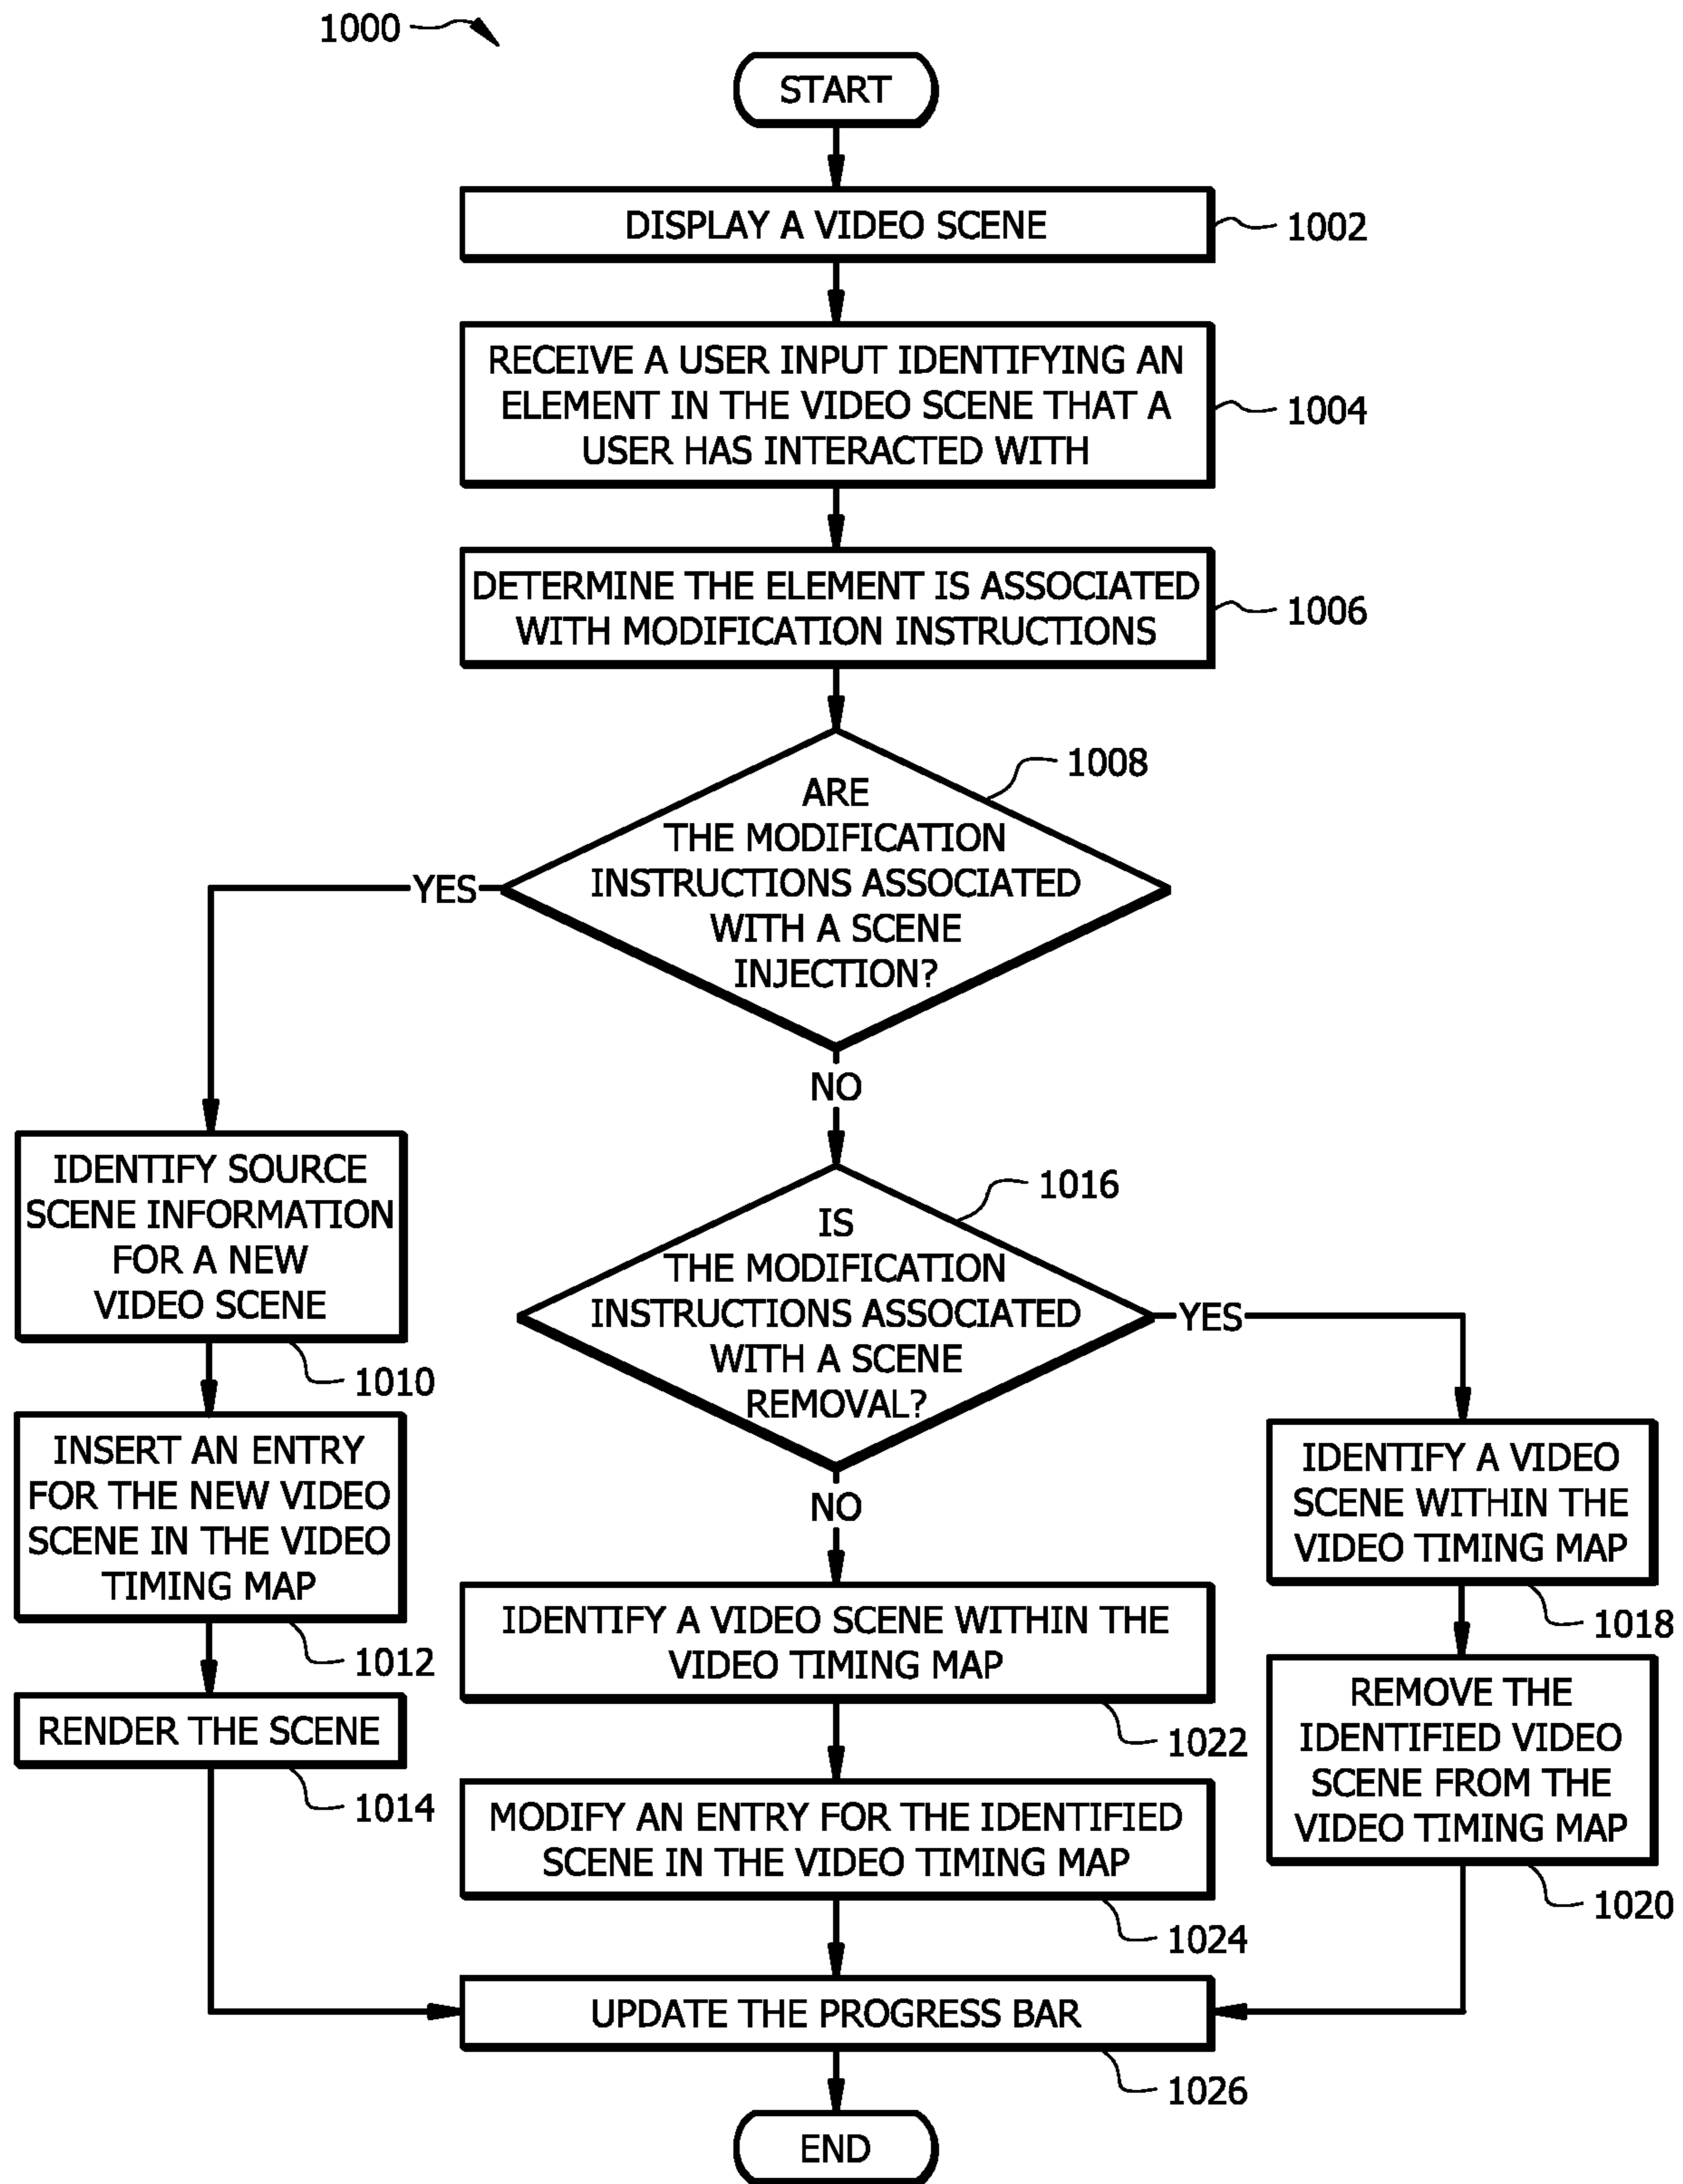 1000
START
DISPLAY A VIDEO SCENE
1002
RECEIVE A USER INPUT IDENTIFYING AN
ELEMENT IN THE VIDEO SCENE THAT A
USER HAS INTERACTED WITH
1004
DETERMINE THE ELEMENT IS ASSOCIATED
WITH MODIFICATION INSTRUCTIONS
1006
ARE
THE MODIFICATION
INSTRUCTIONS ASSOCIATED
WITH A SCENE
INJECTION?
1008
YES
NO
IDENTIFY SOURCE
SCENE INFORMATION
FOR A NEW
VIDEO SCENE
1010
INSERT AN ENTRY
FOR THE NEW VIDEO
SCENE IN THE VIDEO
TIMING MAP
1012
RENDER THE SCENE
1014
IS
THE MODIFICATION
INSTRUCTIONS ASSOCIATED
WITH A SCENE
REMOVAL?
1016
YES
NO
IDENTIFY A VIDEO
SCENE WITHIN THE
VIDEO TIMING MAP
1018
REMOVE THE
IDENTIFIED VIDEO
SCENE FROM THE
VIDEO TIMING MAP
1020
IDENTIFY A VIDEO SCENE WITHIN THE
VIDEO TIMING MAP
1022
MODIFY AN ENTRY FOR THE IDENTIFIED
SCENE IN THE VIDEO TIMING MAP
1024
UPDATE THE PROGRESS BAR
1026
END